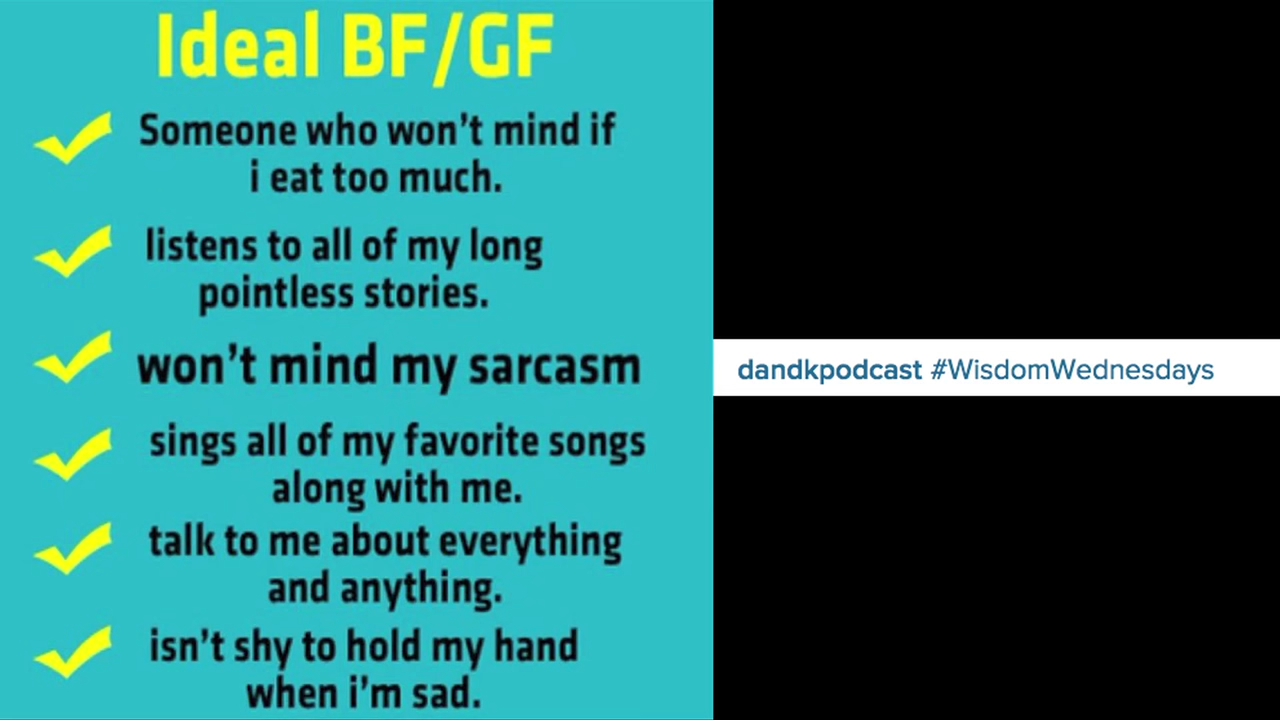 Ideal BF/GF
Someone who won't mind if
i eat too much.
listens to all of my long
pointless stories.
won't mind my sarcasm
sings all of my favorite songs
along with me.
talk to me about everything
and anything.
isn't shy to hold my hand
when i'm sad.
dandkpodcast #WisdomWednesdays